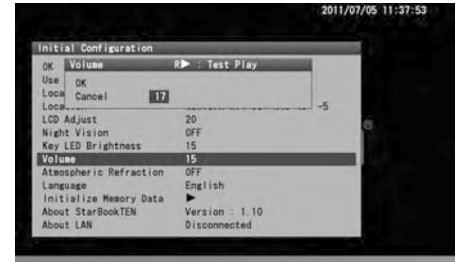 2011/07/05 11:37:53
Initial Configuration
OK Volume R▶ : Test Play
Use OK
Loca Cancel 17
Loca -5
LCD Adjust 20
Night Vision OFF
Key LED Brightness 15
Volume 15
Atmospheric Refraction OFF
Language English
Initialize Memory Data ▶
About StarBookTEN Version : 1.10
About LAN Disconnected